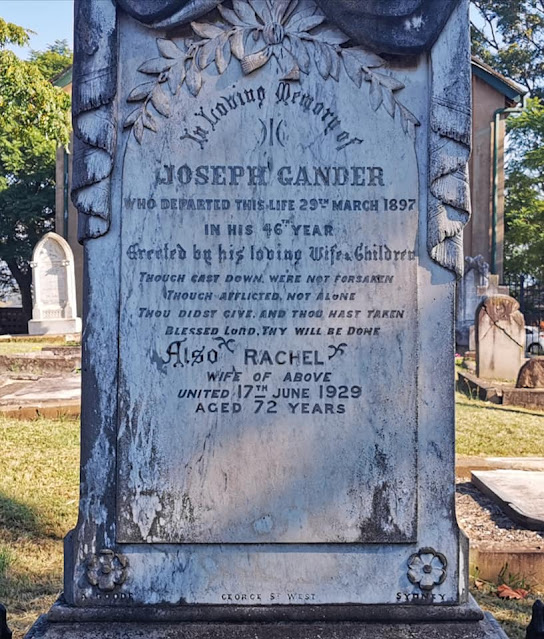 In Loving Memory of
JOSEPH GANDER
WHO DEPARTED THIS LIFE 29TH MARCH 1897
IN HIS 46TH YEAR
Erected by his loving Wife & Children
THOUGH CAST DOWN, WERE NOT FORSAKEN
THOUGH AFFLICTED, NOT ALONE
THOU DIDST GIVE, AND THOU HAST TAKEN
BLESSED LORD, THY WILL BE DONE
Also RACHEL
WIFE OF ABOVE
UNITED 17TH JUNE 1929
AGED 72 YEARS
GEORGE ST WEST SYDNEY